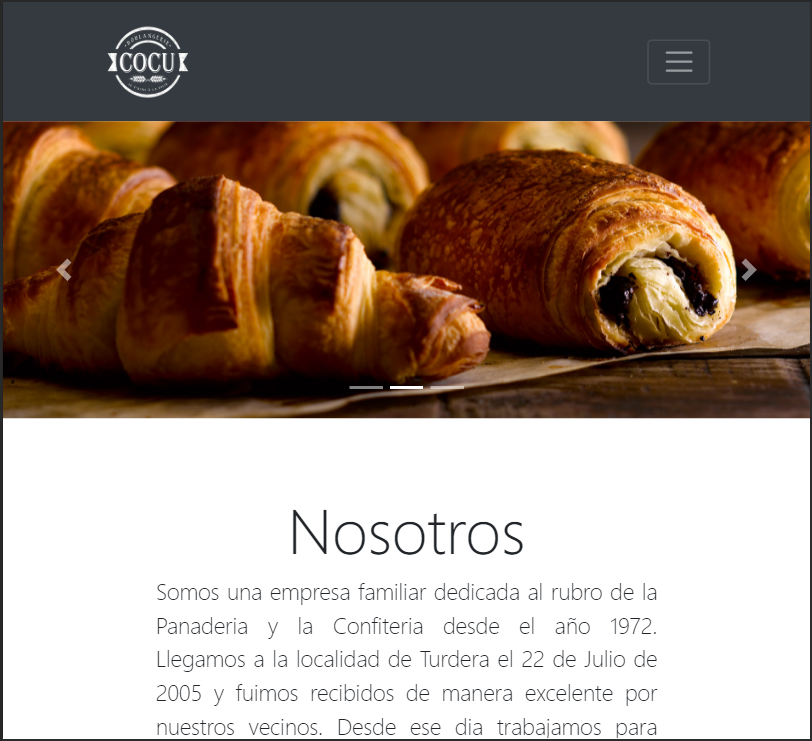 BOULANGERIE
COCU
Nosotros
Somos una empresa familiar dedicada al rubro de la
Panaderia y la Confiteria desde el año 1972.
Llegamos a la localidad de Turdera el 22 de Julio de
2005 y fuimos recibidos de manera excelente por
nuestros vecinos. Desde ese dia trabajamos para